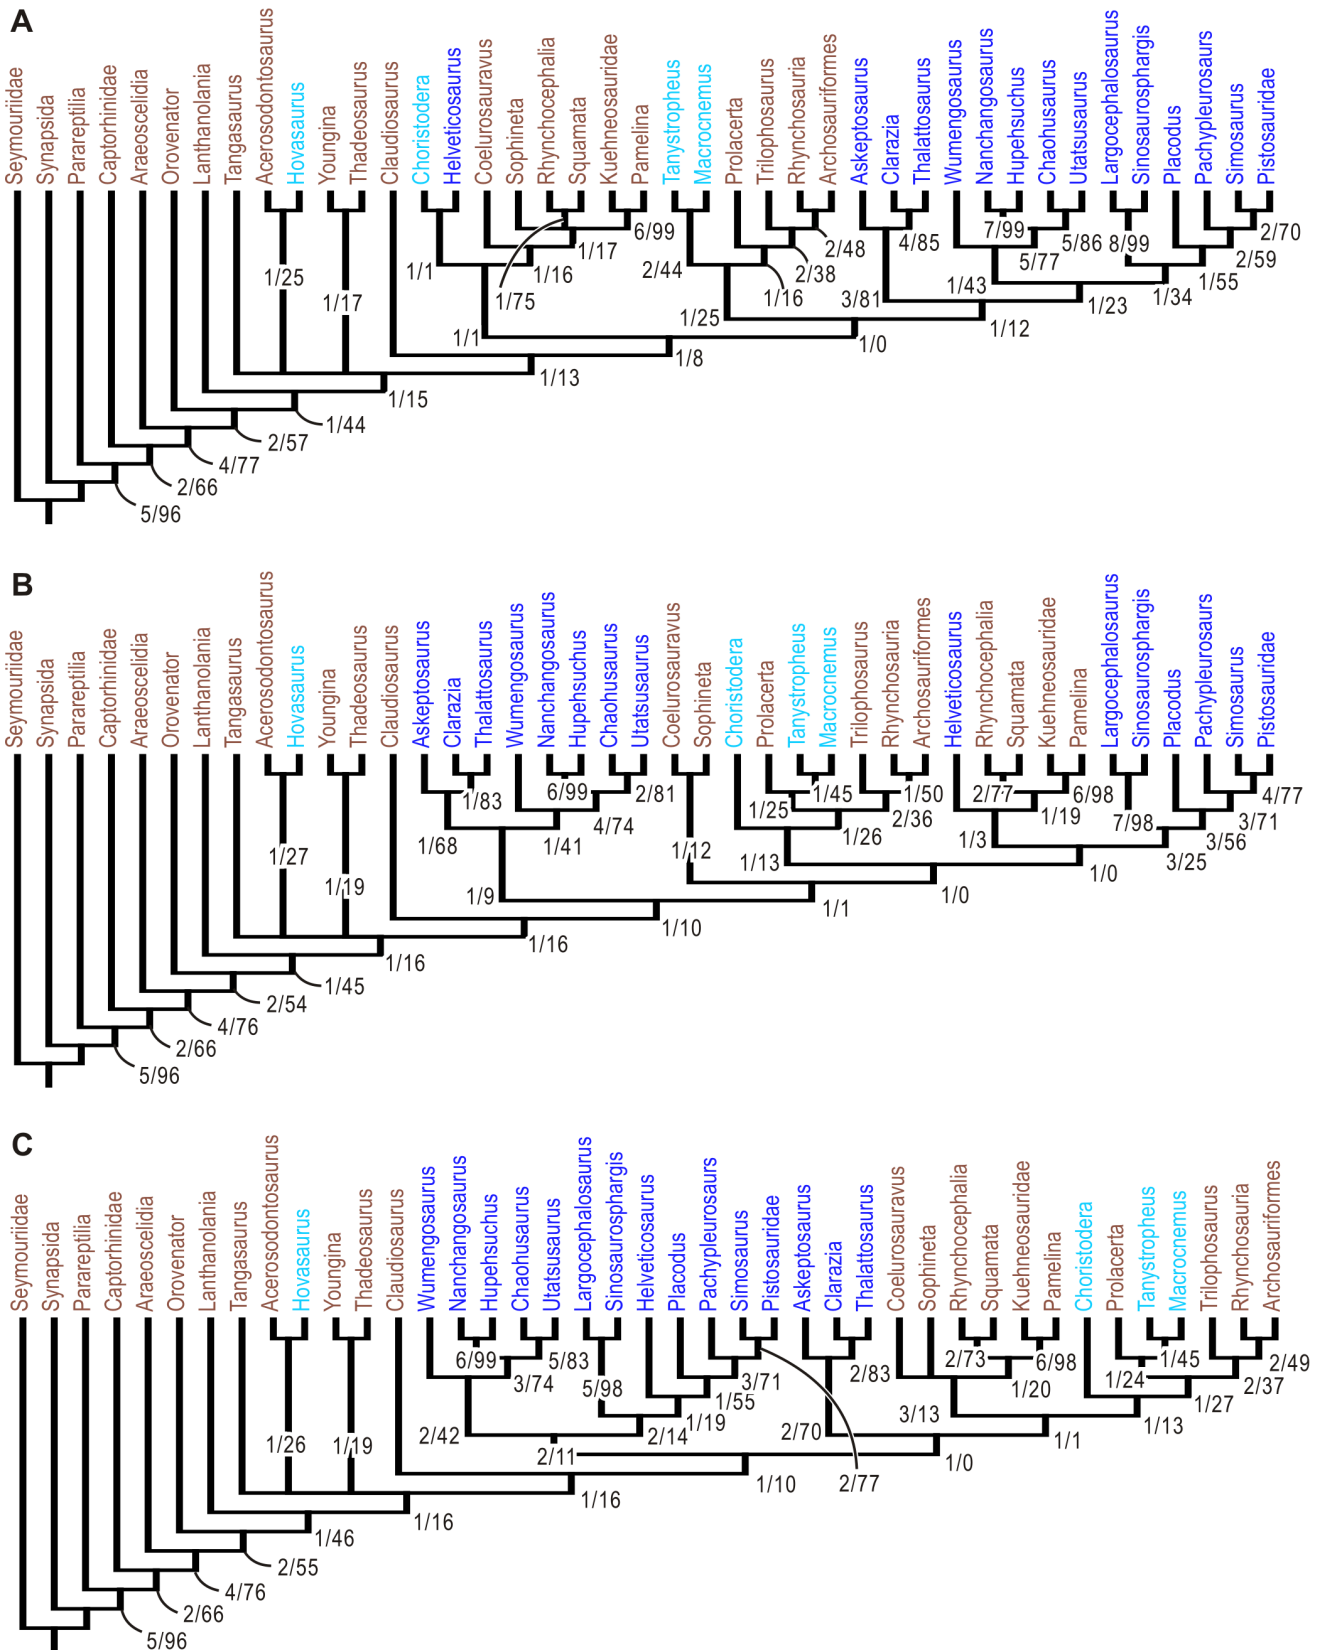 A
Seymouriidae
Synapsida
Parareptilia
Captorhinidae
Araeoscelidia
Orovenator
Lanthanolania
Tangasaurus
Acerosodontosaurus
Hovasaurus
Youngina
Thadeosaurus
Claudiosaurus
Choristodera
Helveticosaurus
Coelurosauravus
Sophineta
Rhynchocephalia
Squamata
Kuehneosauridae
Pamelina
Tanystropheus
Macrocnemus
Prolacerta
Trilophosaurus
Rhynchosauria
Archosauriformes
Askeptosaurus
Clarazia
Thalattosaurus
Wumengosaurus
Nanchangosaurus
Hupehsuchus
Chaohusaurus
Utatsusaurus
Largocephalosaurus
Sinosaurosphargis
Placodus
Pachypleurosaurs
Simosaurus
Pistosauridae
1/25
1/17
1/1
1/75
1/16
1/17
6/99
2/44
1/16
2/38
2/48
4/85
3/81
7/99
5/77
5/86
8/99
2/70
2/59
1/55
1/34
1/43
1/23
1/12
1/25
1/0
1/1
1/8
1/13
1/15
1/44
2/57
4/77
2/66
5/96
B
Seymouriidae
Synapsida
Parareptilia
Captorhinidae
Araeoscelidia
Orovenator
Lanthanolania
Tangasaurus
Acerosodontosaurus
Hovasaurus
Youngina
Thadeosaurus
Claudiosaurus
Askeptosaurus
Clarazia
Thalattosaurus
Wumengosaurus
Nanchangosaurus
Hupehsuchus
Chaohusaurus
Utatsusaurus
Coelurosauravus
Sophineta
Choristodera
Prolacerta
Tanystropheus
Macrocnemus
Trilophosaurus
Rhynchosauria
Archosauriformes
Helveticosaurus
Rhynchocephalia
Squamata
Kuehneosauridae
Pamelina
Largocephalosaurus
Sinosaurosphargis
Placodus
Pachypleurosaurs
Simosaurus
Pistosauridae
1/27
1/19
1/83
1/68
6/99
2/81
4/74
1/41
1/9
1/12
1/25
1/45
1/50
2/36
1/26
1/13
2/77
6/98
1/19
1/3
7/98
4/77
3/71
3/56
3/25
1/0
1/0
1/1
1/10
1/16
1/16
1/45
2/54
4/76
2/66
5/96
C
Seymouriidae
Synapsida
Parareptilia
Captorhinidae
Araeoscelidia
Orovenator
Lanthanolania
Tangasaurus
Acerosodontosaurus
Hovasaurus
Youngina
Thadeosaurus
Claudiosaurus
Wumengosaurus
Nanchangosaurus
Hupehsuchus
Chaohusaurus
Utatsusaurus
Largocephalosaurus
Sinosaurosphargis
Helveticosaurus
Placodus
Pachypleurosaurs
Simosaurus
Pistosauridae
Askeptosaurus
Clarazia
Thalattosaurus
Coelurosauravus
Sophineta
Rhynchocephalia
Squamata
Kuehneosauridae
Pamelina
Choristodera
Prolacerta
Tanystropheus
Macrocnemus
Trilophosaurus
Rhynchosauria
Archosauriformes
1/26
1/19
6/99
5/83
3/74
2/42
5/98
3/71
1/55
1/19
2/14
2/11
2/77
2/83
2/70
2/73
6/98
1/20
3/13
1/45
1/24
2/49
2/37
1/27
1/13
1/1
1/0
1/10
1/16
1/16
1/46
2/55
4/76
2/66
5/96